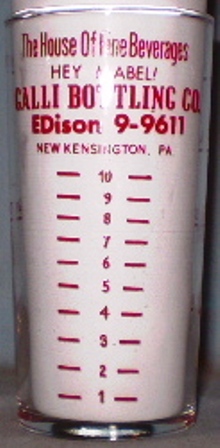 The House Of Fine Beverages
HEY MABEL!
GALLI BOTTLING CO.
EDison 9-9611
NEW KENSINGTON, PA.
10
9
8
7
6
5
4
3
2
1